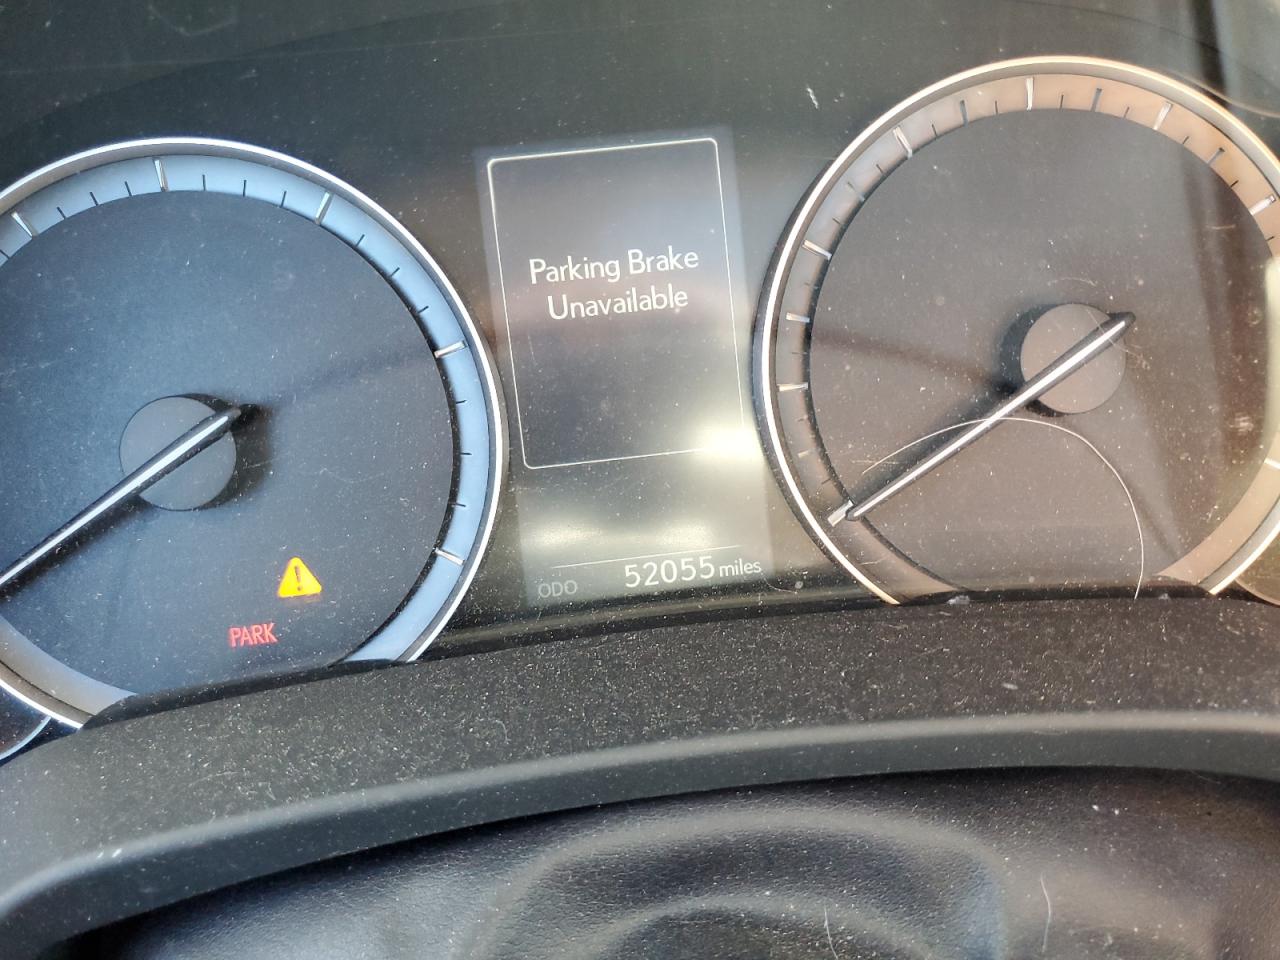 Parking Brake
Unavailable
ODO 52055 miles
PARK